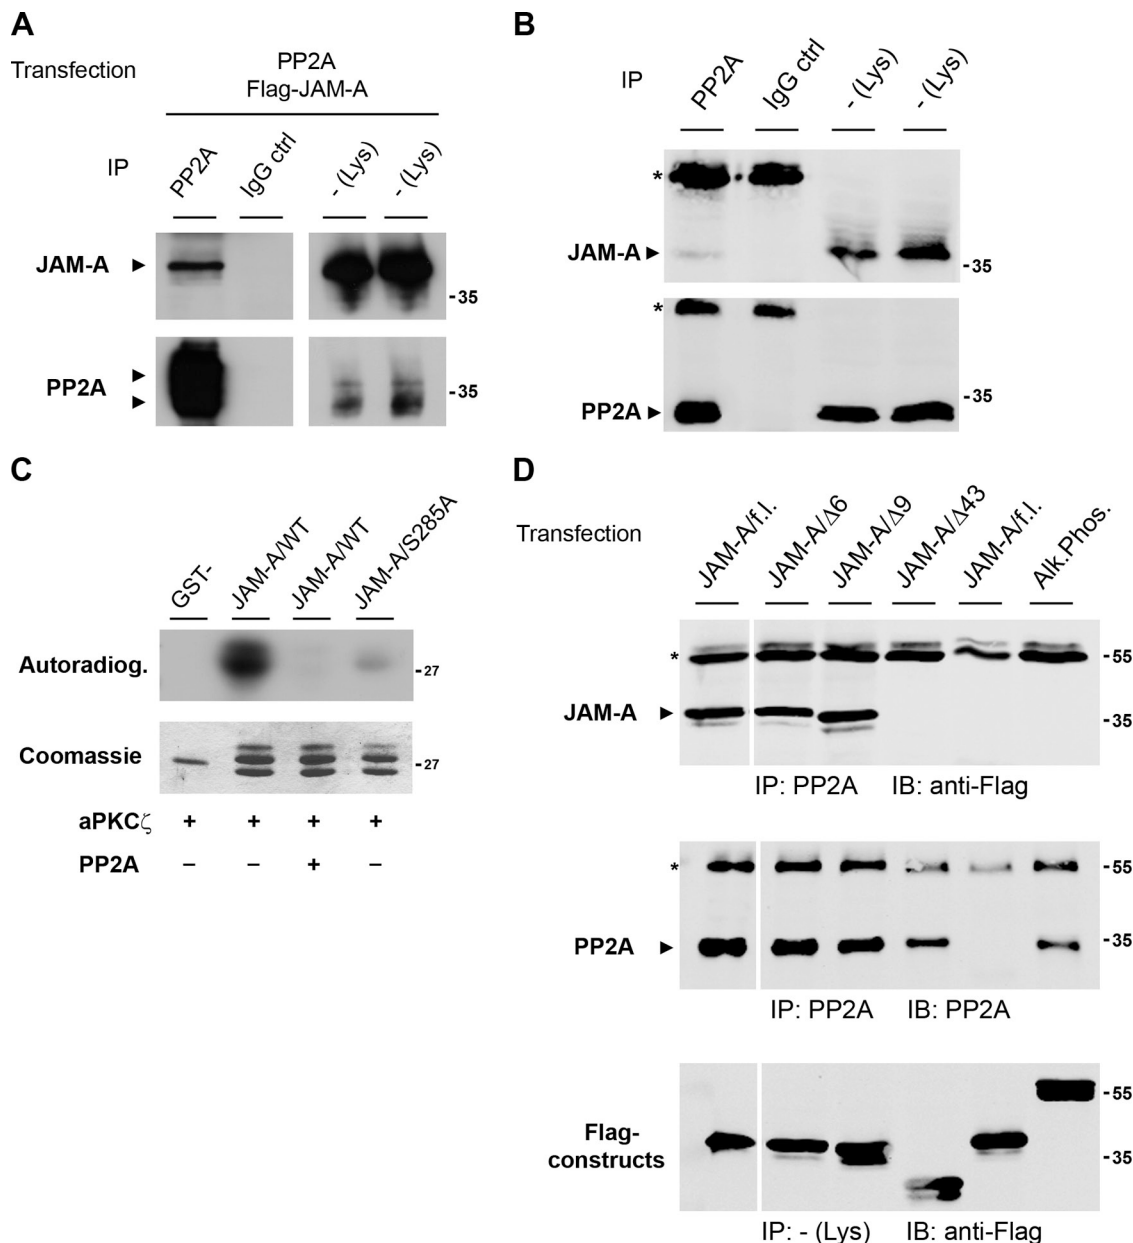 A
Transfection
PP2A
Flag-JAM-A
IP
PP2A
IgG ctrl
- (Lys)
- (Lys)
JAM-A
-35
PP2A
-35
B
IP
PP2A
IgG ctrl
- (Lys)
- (Lys)
*
JAM-A
-35
*
-35
PP2A
C
GST-
JAM-A/WT
JAM-A/WT
JAM-A/S285A
Autoradiog.
-27
Coomassie
-27
aPKCζ + + + +
PP2A – – + –
D
Transfection
JAM-A/f.l.
JAM-A/Δ6
JAM-A/Δ9
JAM-A/Δ43
JAM-A/f.l.
Alk.Phos.
*
-55
JAM-A
-35
IP: PP2A IB: anti-Flag
*
-55
PP2A
-35
IP: PP2A IB: PP2A
-55
Flag-
constructs
-35
IP: - (Lys) IB: anti-Flag